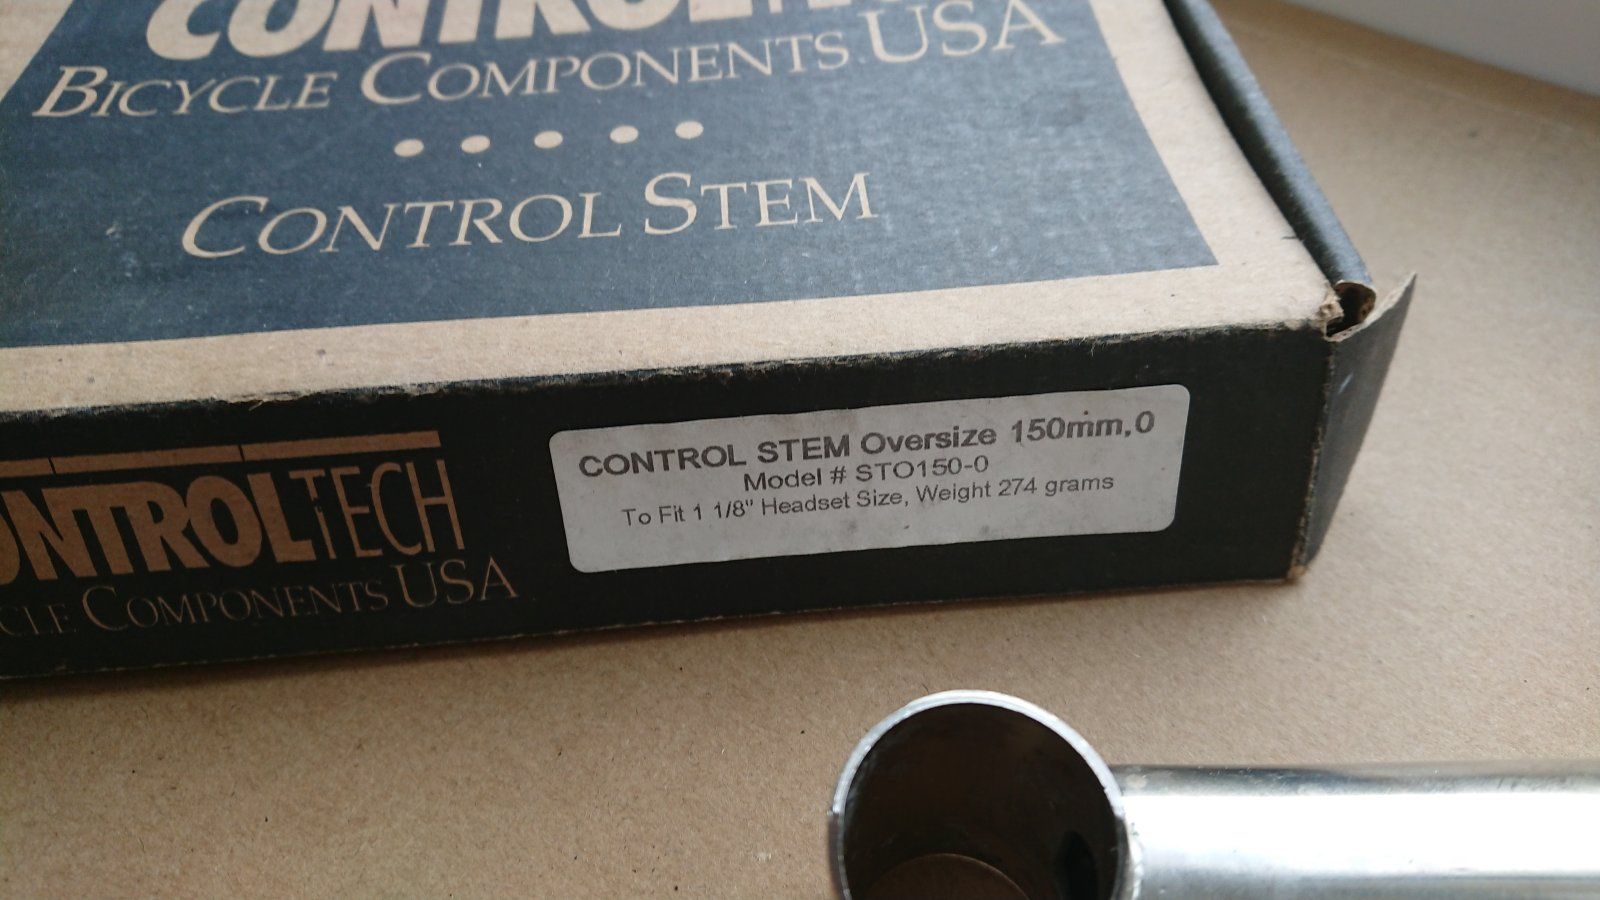 BICYCLE COMPONENTS USA
CONTROL STEM
TECH
COMPONENTS USA
CONTROL STEM Oversize 150mm,0
Model # STO150-0
To Fit 1 1/8" Headset Size, Weight 274 grams